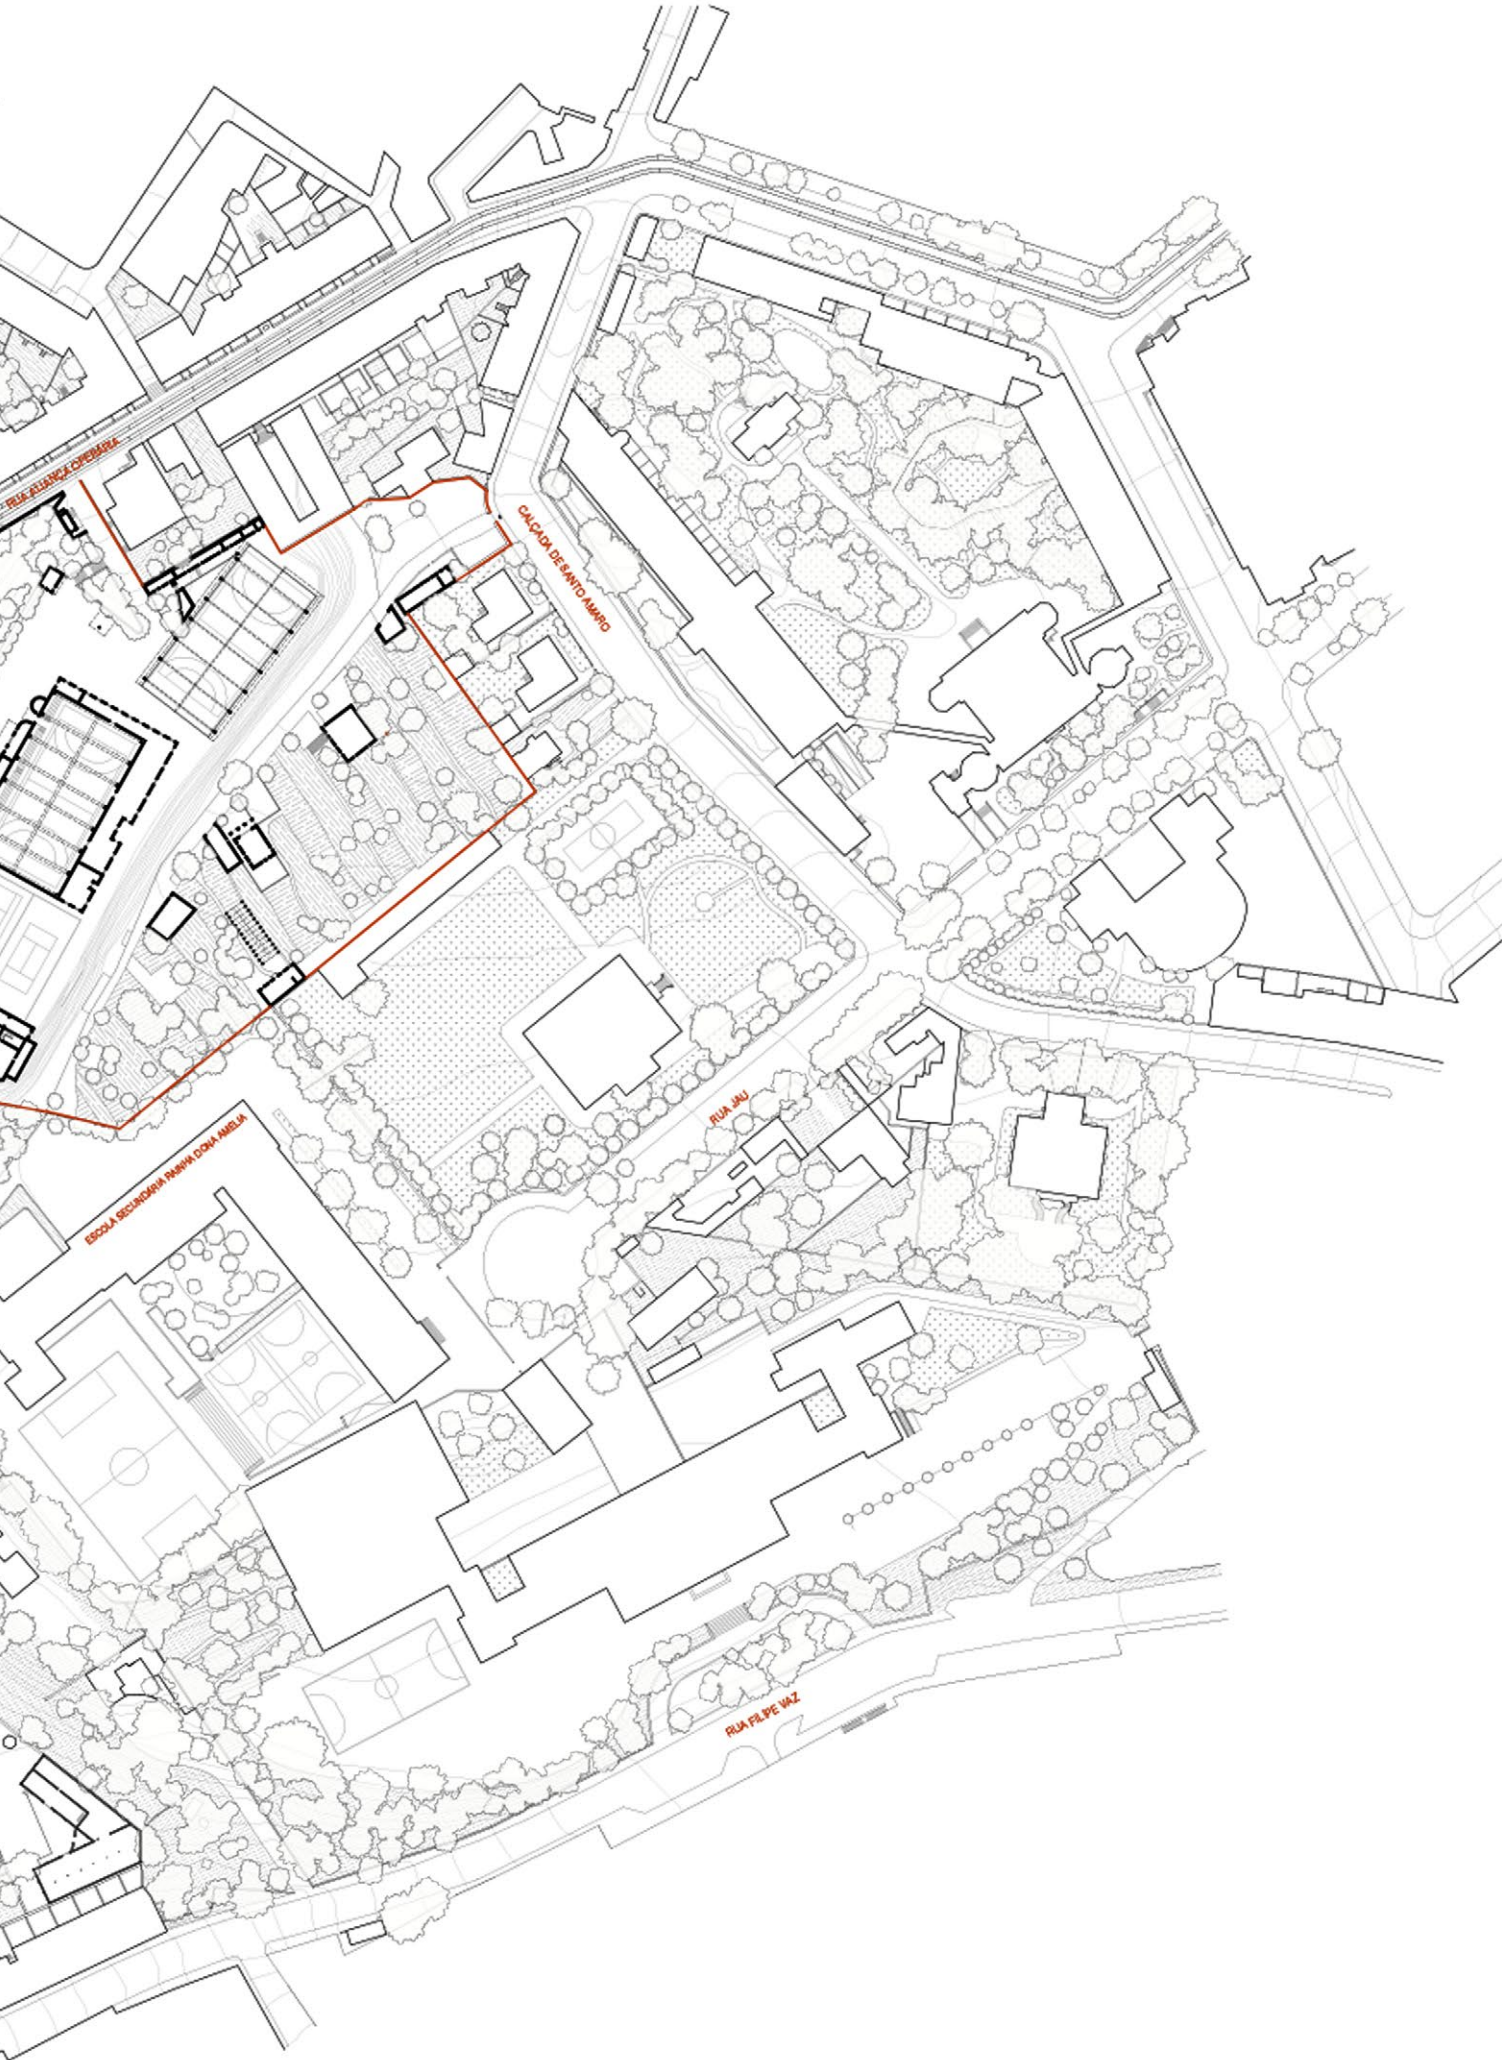 RUA ALIANÇA OPERÁRIA
CALÇADA DE SANTO AMARO
RUA JAU
ESCOLA SECUNDÁRIA RAINHA DONA AMÉLIA
RUA FILIPE VAZ